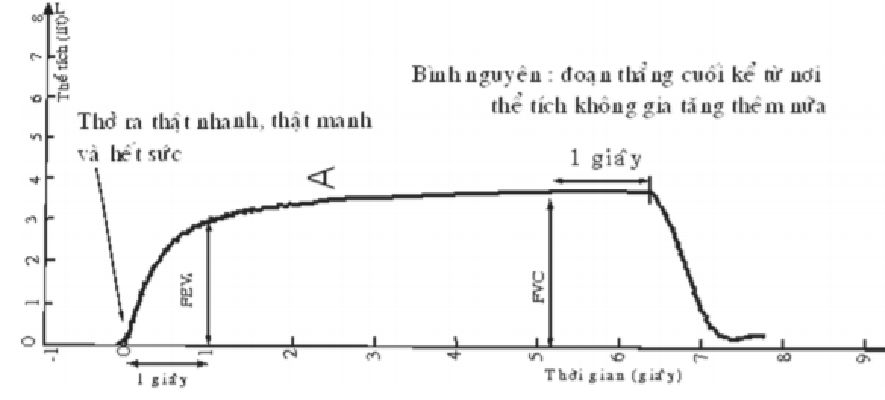 Thể tích (lít) L
8
7
6
5
4
3
2
1
0
Bình nguyên : đoạn thẳng cuối kể từ nơi
thể tích không gia tăng thêm nữa
Thở ra thật nhanh, thật mạnh
và hết sức
A
1 giây
FEV₁
FVC
-1 0 1 2 3 4 5 6 7 8 9
1 giây
Thời gian (giây)